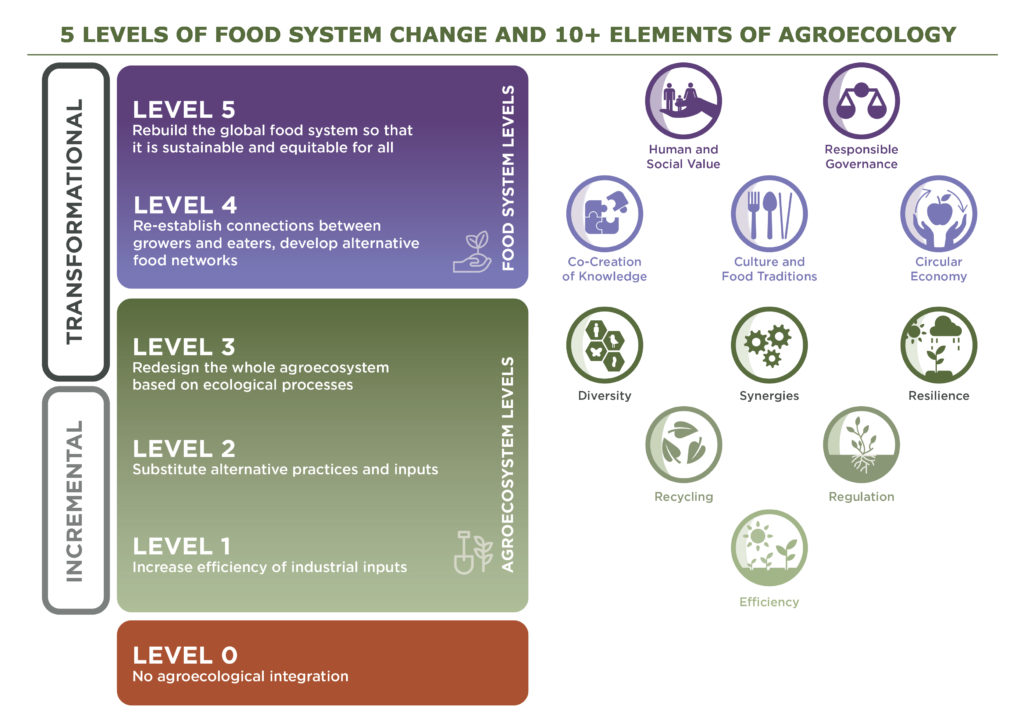 5 LEVELS OF FOOD SYSTEM CHANGE AND 10+ ELEMENTS OF AGROECOLOGY
TRANSFORMATIONAL
INCREMENTAL
LEVEL 5
Rebuild the global food system so that
it is sustainable and equitable for all
LEVEL 4
Re-establish connections between
growers and eaters, develop alternative
food networks
FOOD SYSTEM LEVELS
LEVEL 3
Redesign the whole agroecosystem
based on ecological processes
LEVEL 2
Substitute alternative practices and inputs
LEVEL 1
Increase efficiency of industrial inputs
AGROECOSYSTEM LEVELS
LEVEL 0
No agroecological integration
Human and
Social Value
Responsible
Governance
Co-Creation
of Knowledge
Culture and
Food Traditions
Circular
Economy
Diversity
Synergies
Resilience
Recycling
Regulation
Efficiency